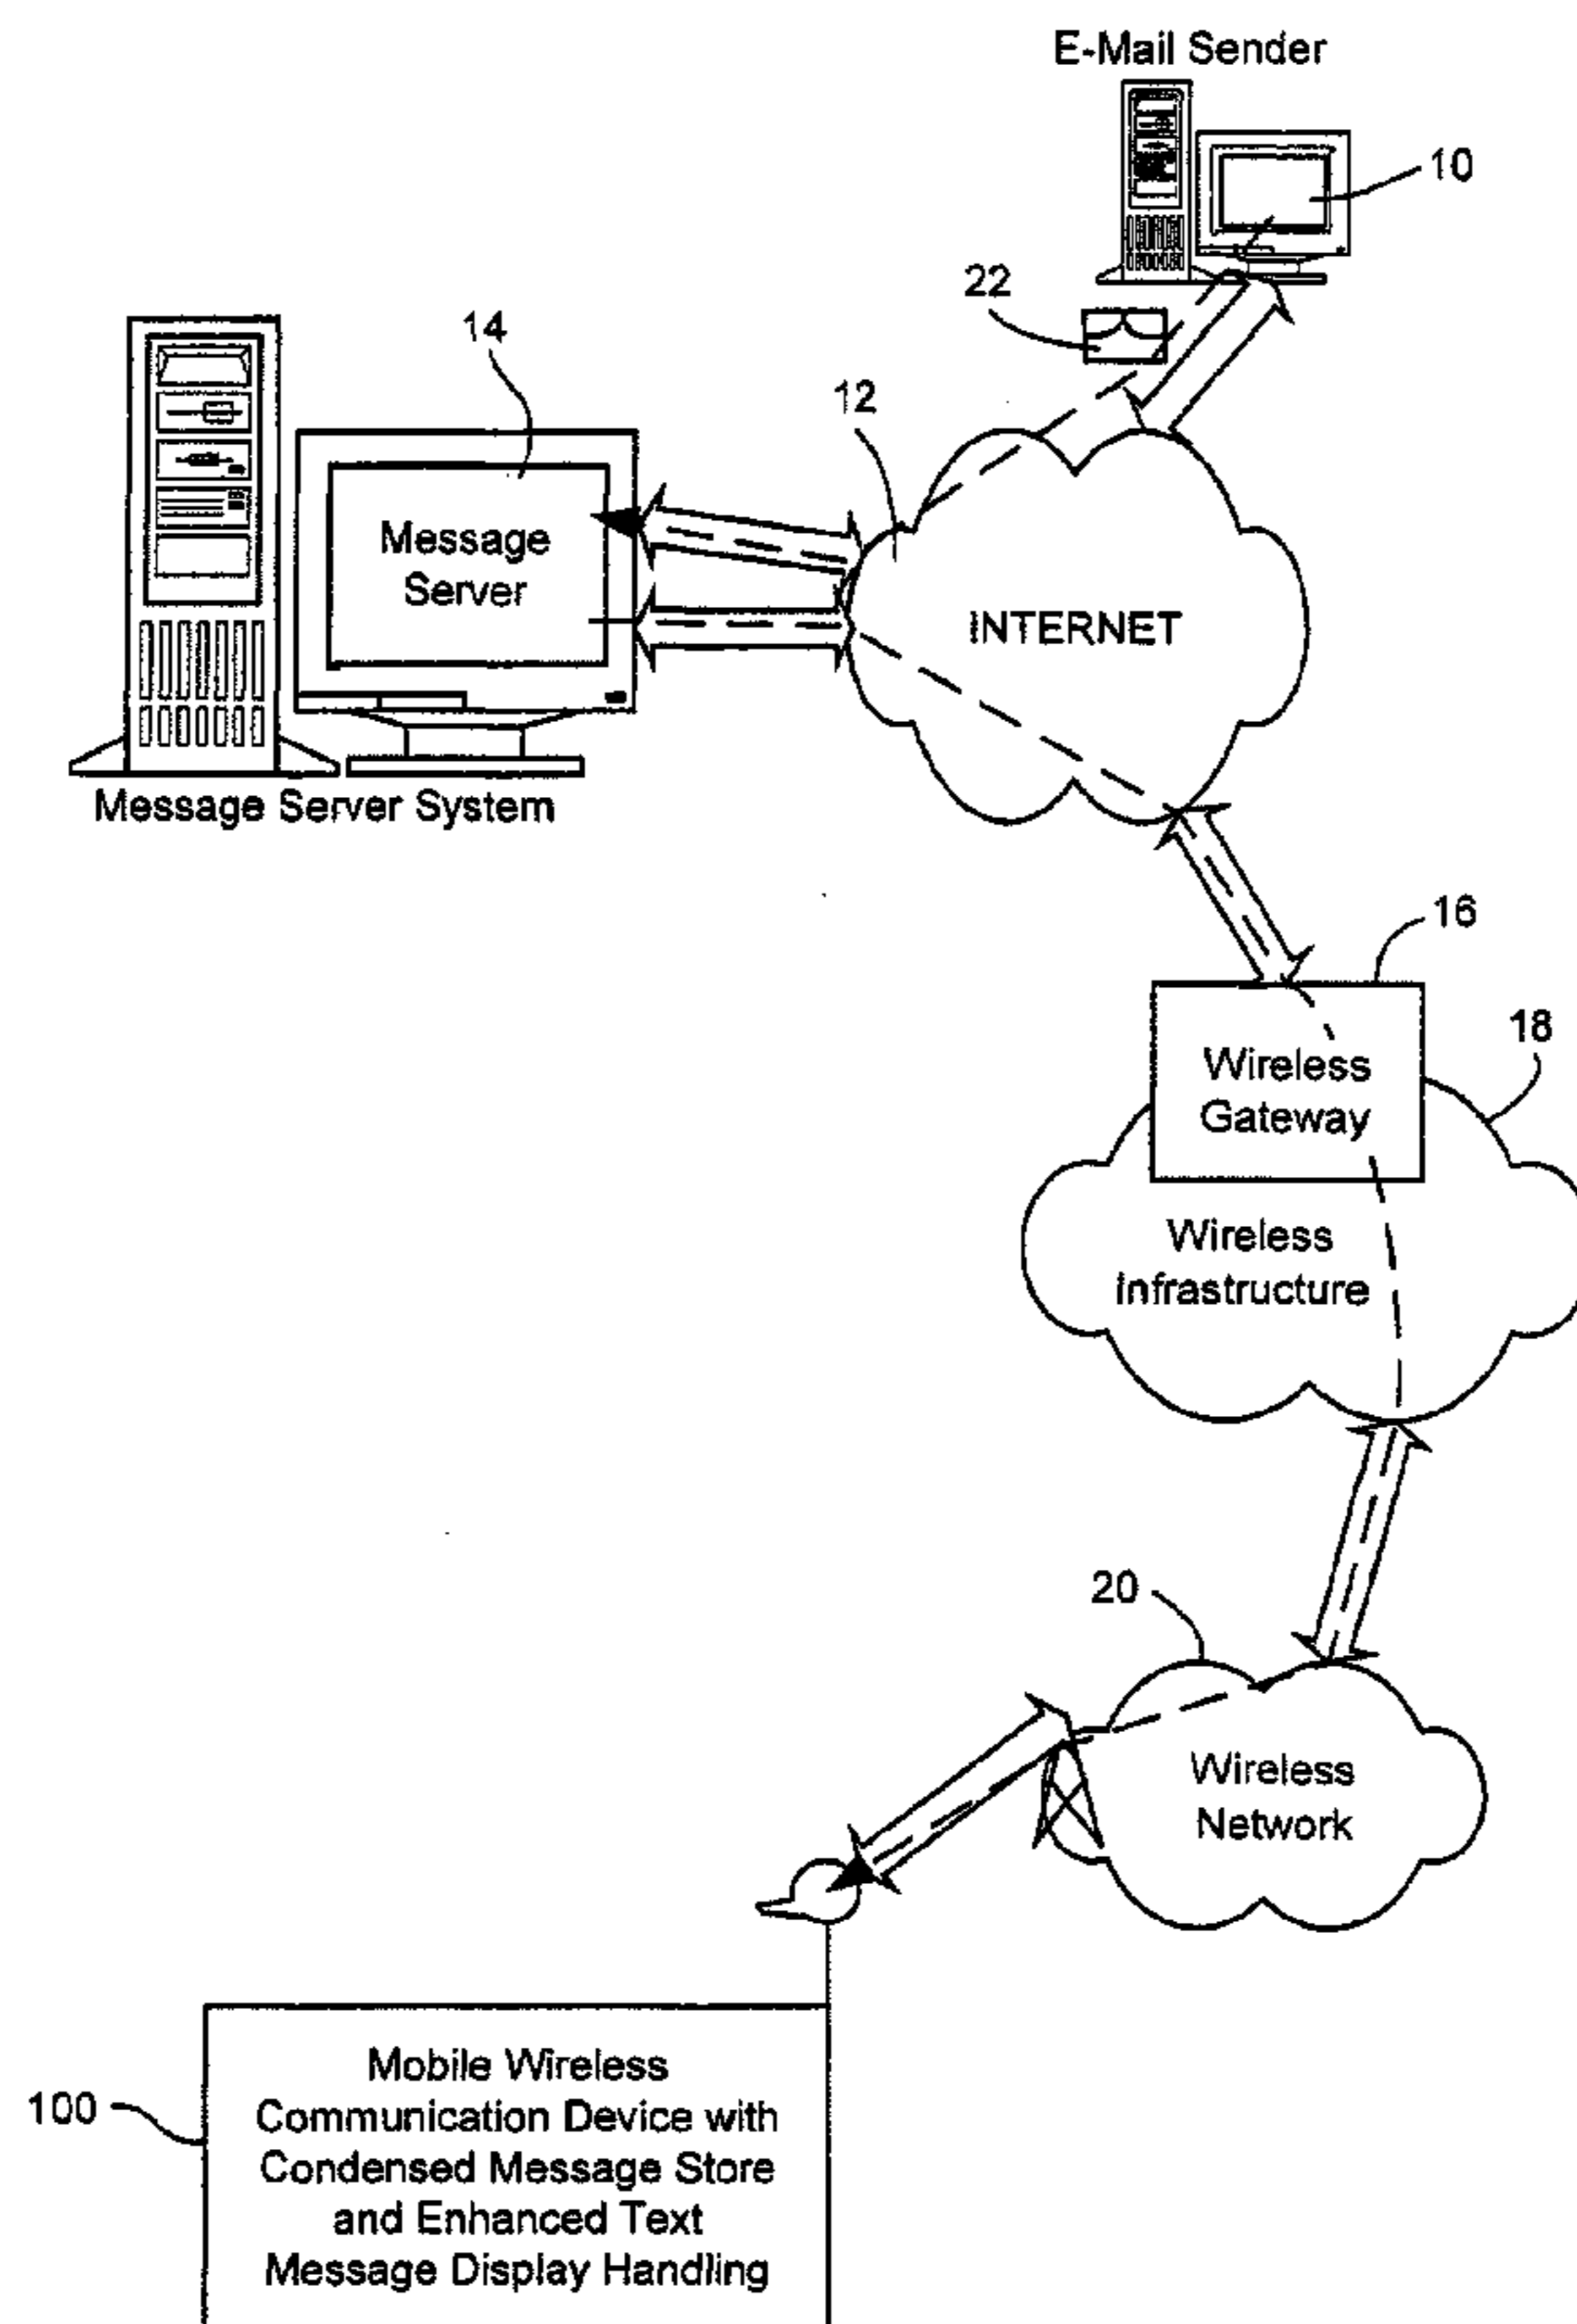 E-Mail Sender
10
22
14
12
Message
Server
INTERNET
Message Server System
16
18
Wireless
Gateway
Wireless
Infrastructure
20
Wireless
Network
100
Mobile Wireless
Communication Device with
Condensed Message Store
and Enhanced Text
Message Display Handling